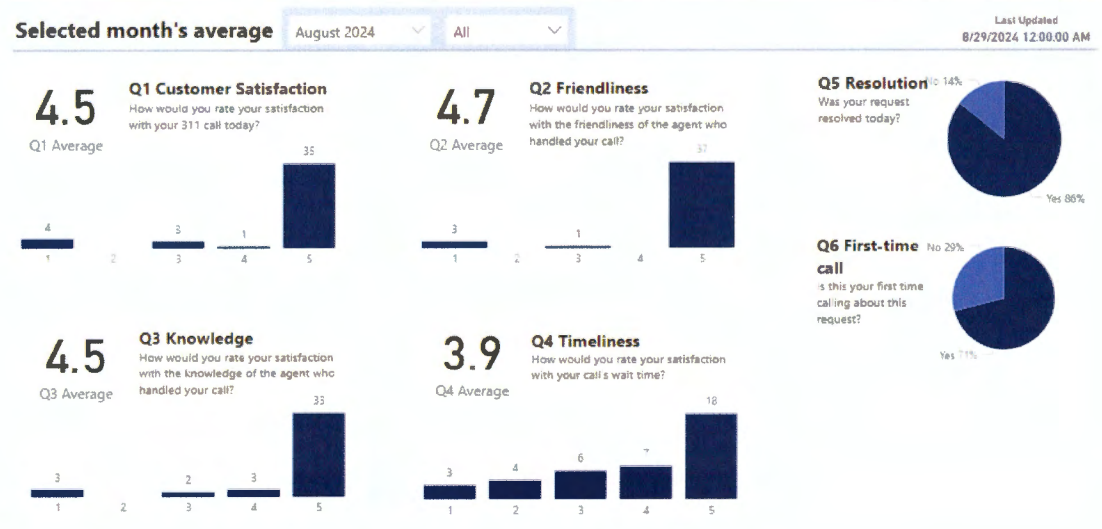 Selected month's average
August 2024
All
Last Updated
8/29/2024 12:00:00 AM
4.5
Q1 Average
Q1 Customer Satisfaction
How would you rate your satisfaction
with your 311 call today?
4
3
1
35
1
2
3
4
5
4.7
Q2 Average
Q2 Friendliness
How would you rate your satisfaction
with the friendliness of the agent who
handled your call?
3
1
37
1
2
3
4
5
Q5 Resolution
Was your request
resolved today?
No 14%
Yes 86%
Q6 First-time
call
Is this your first time
calling about this
request?
No 29%
Yes 71%
4.5
Q3 Average
Q3 Knowledge
How would you rate your satisfaction
with the knowledge of the agent who
handled your call?
3
2
3
33
1
2
3
4
5
3.9
Q4 Average
Q4 Timeliness
How would you rate your satisfaction
with your call's wait time?
3
4
6
7
18
1
2
3
4
5